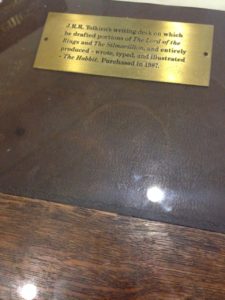 J.R.R. Tolkien's writing desk on which
he drafted portions of The Lord of the
Rings and The Silmarillion, and entirely
produced - wrote, typed, and illustrated
- The Hobbit. Purchased in 1987.